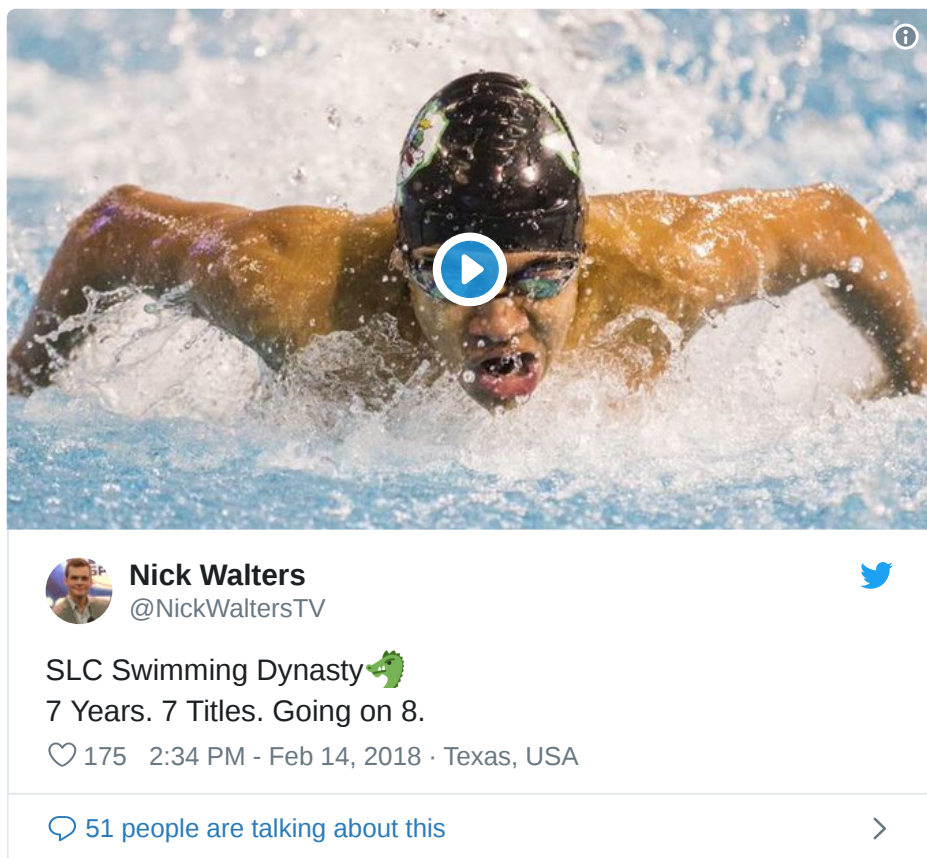 Nick Walters
@NickWaltersTV
SLC Swimming Dynasty🐲
7 Years. 7 Titles. Going on 8.
175 2:34 PM - Feb 14, 2018 · Texas, USA
51 people are talking about this